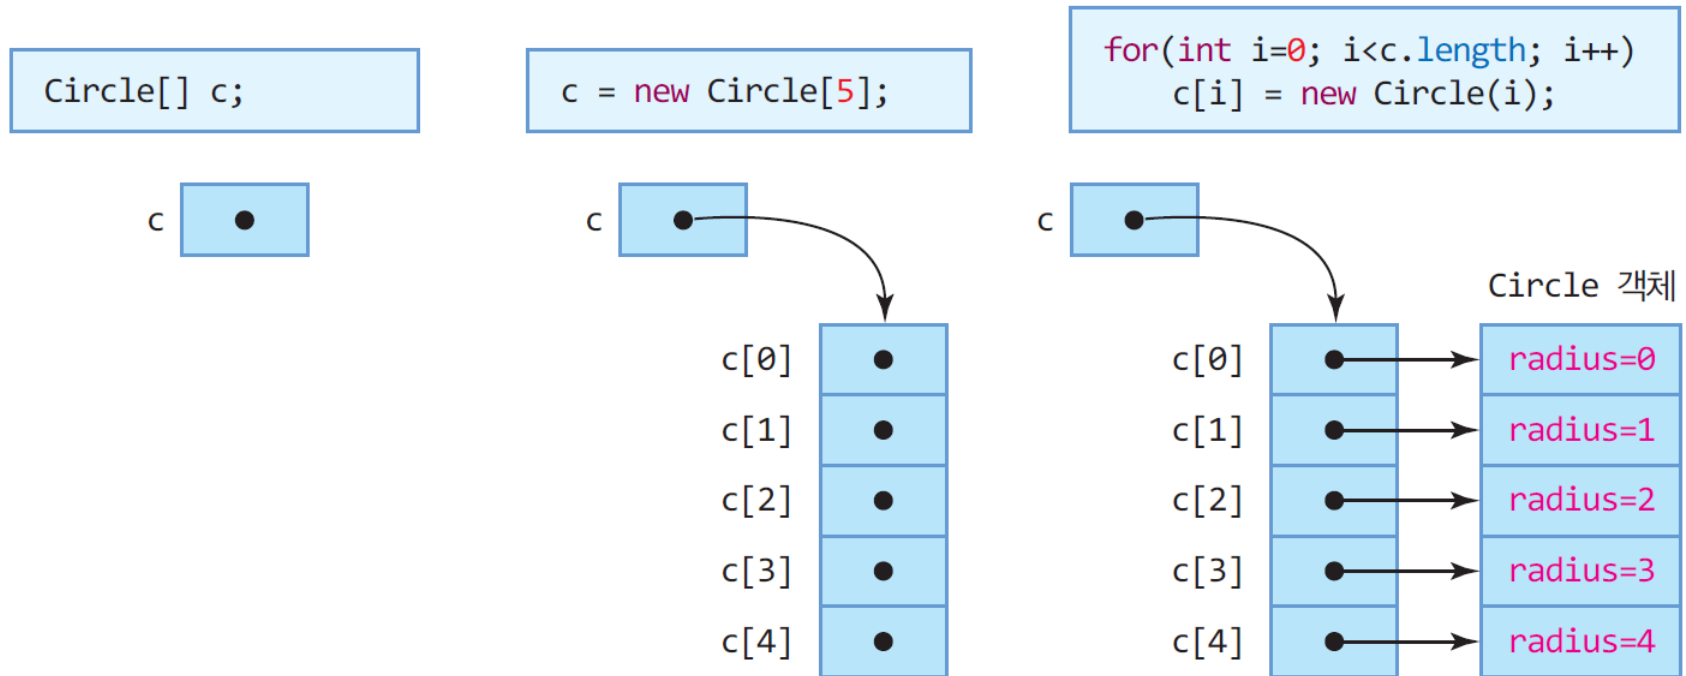 Circle[] c;
c
c = new Circle[5];
c
c[0]
c[1]
c[2]
c[3]
c[4]
for(int i=0; i<c.length; i++)
c[i] = new Circle(i);
c
Circle 객체
c[0]
radius=0
c[1]
radius=1
c[2]
radius=2
c[3]
radius=3
c[4]
radius=4